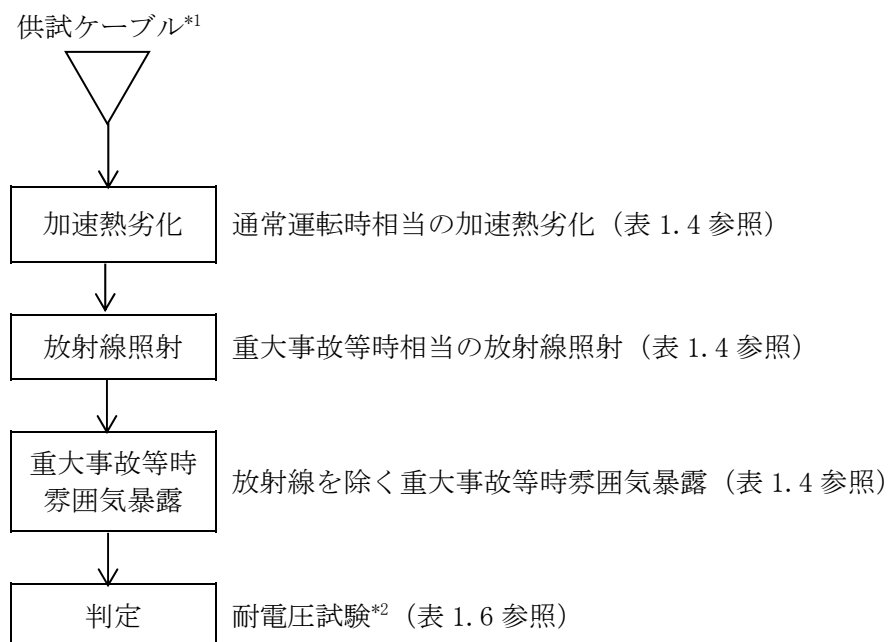 供試ケーブル*1
加速熱劣化 通常運転時相当の加速熱劣化（表 1.4 参照）
放射線照射 重大事故等時相当の放射線照射（表 1.4 参照）
重大事故等時
雰囲気暴露 放射線を除く重大事故等時雰囲気暴露（表 1.4 参照）
判定 耐電圧試験*2（表 1.6 参照）